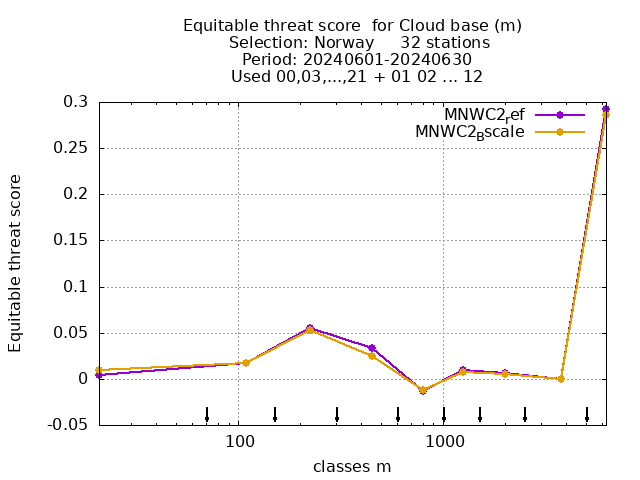 Equitable threat score  for Cloud base (m)
Selection: Norway     32 stations
Period: 20240601-20240630
Used 00,03,...,21 + 01 02 ... 12
MNWC2_ref
MNWC2_Bscale
0.3
0.25
0.2
0.15
0.1
0.05
0
-0.05
Equitable threat score
100
1000
classes m